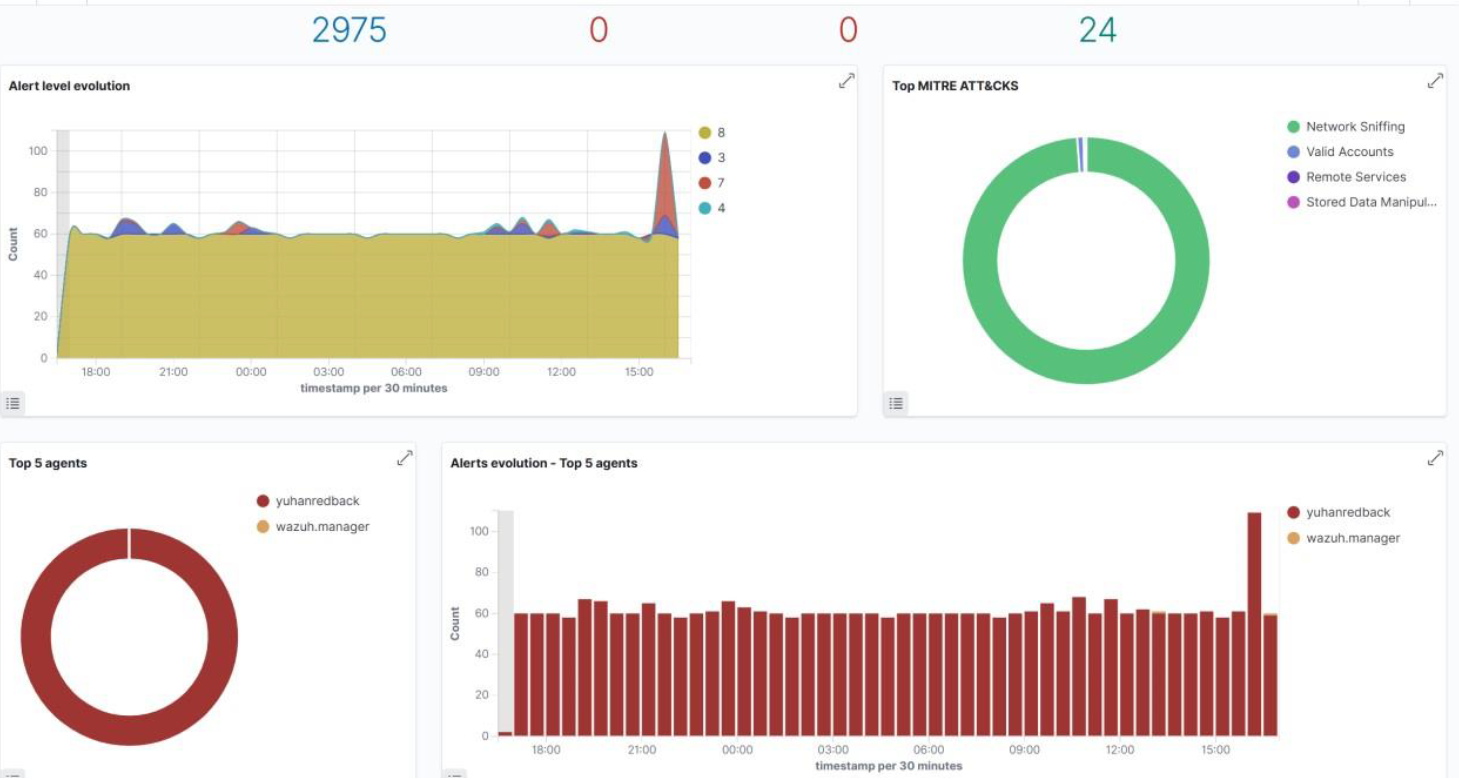 2975 0 0 24
Alert level evolution
100
80
60
40
20
0
Count
18:00 21:00 00:00 03:00 06:00 09:00 12:00 15:00
timestamp per 30 minutes
8
3
7
4
Top MITRE ATT&CKS
Network Sniffing
Valid Accounts
Remote Services
Stored Data Manipul...
Top 5 agents
yuhanredback
wazuh.manager
Alerts evolution - Top 5 agents
100
80
60
40
20
0
Count
18:00 21:00 00:00 03:00 06:00 09:00 12:00 15:00
timestamp per 30 minutes
yuhanredback
wazuh.manager